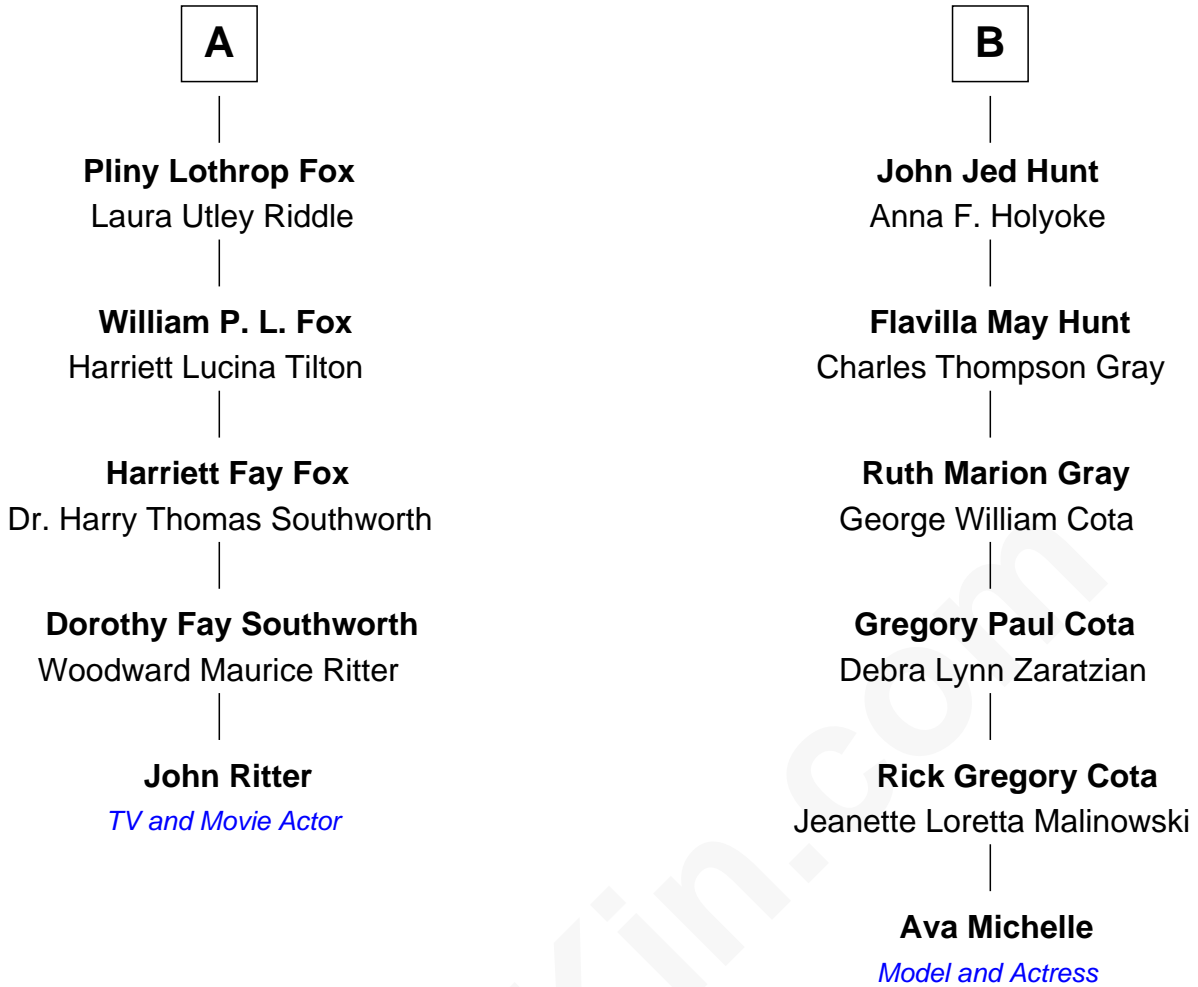 A
Pliny Lothrop Fox
Laura Utley Riddle
William P. L. Fox
Harriett Lucina Tilton
Harriett Fay Fox
Dr. Harry Thomas Southworth
Dorothy Fay Southworth
Woodward Maurice Ritter
John Ritter
TV and Movie Actor
B
John Jed Hunt
Anna F. Holyoke
Flavilla May Hunt
Charles Thompson Gray
Ruth Marion Gray
George William Cota
Gregory Paul Cota
Debra Lynn Zaratzian
Rick Gregory Cota
Jeanette Loretta Malinowski
Ava Michelle
Model and Actress
Kin.com